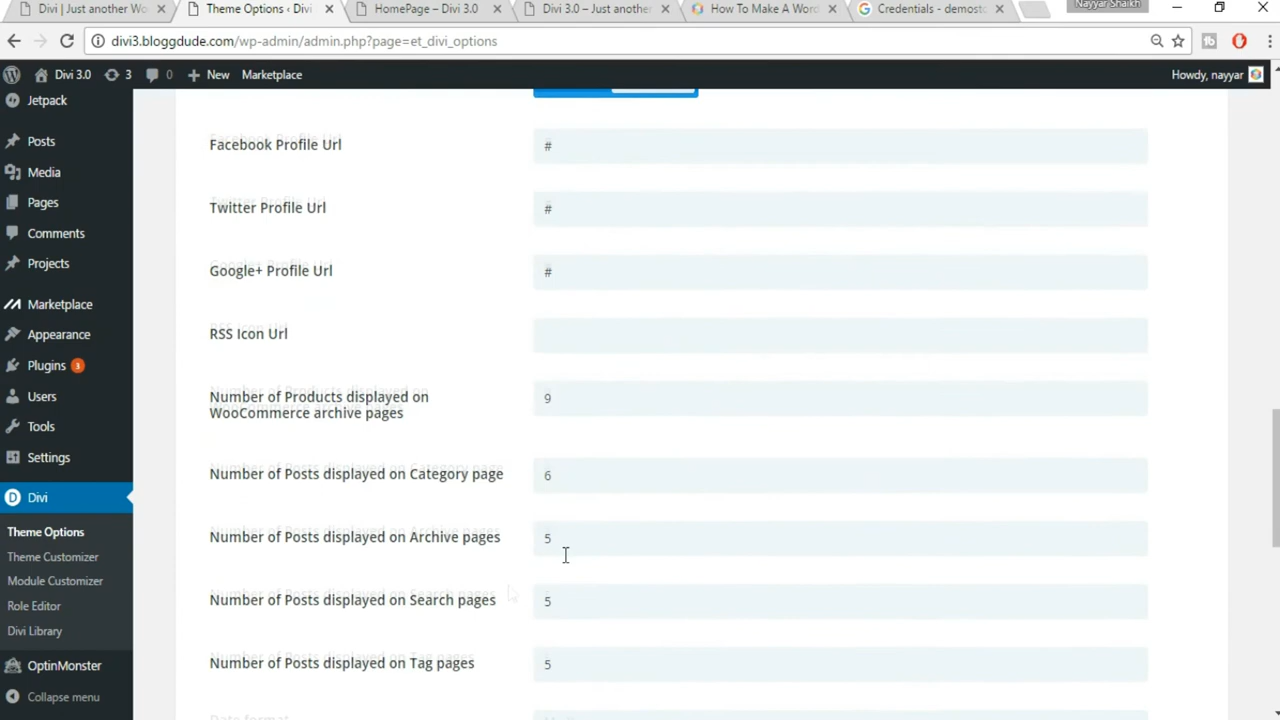 Divi | Just another Wo
Theme Options ‹ Divi
HomePage – Divi 3.0
Divi 3.0 – Just another
How To Make A Word
Credentials - demosto
Nayyar Shaikh
divi3.bloggdude.com/wp-admin/admin.php?page=et_divi_options
Divi 3.0
3
0
New
Marketplace
Howdy, nayyar
Jetpack
Posts
Media
Pages
Comments
Projects
Marketplace
Appearance
Plugins 3
Users
Tools
Settings
Divi
Theme Options
Theme Customizer
Module Customizer
Role Editor
Divi Library
OptinMonster
Collapse menu
Facebook Profile Url
#
Twitter Profile Url
#
Google+ Profile Url
#
RSS Icon Url
Number of Products displayed on
WooCommerce archive pages
9
Number of Posts displayed on Category page
6
Number of Posts displayed on Archive pages
5
Number of Posts displayed on Search pages
5
Number of Posts displayed on Tag pages
5
Date format